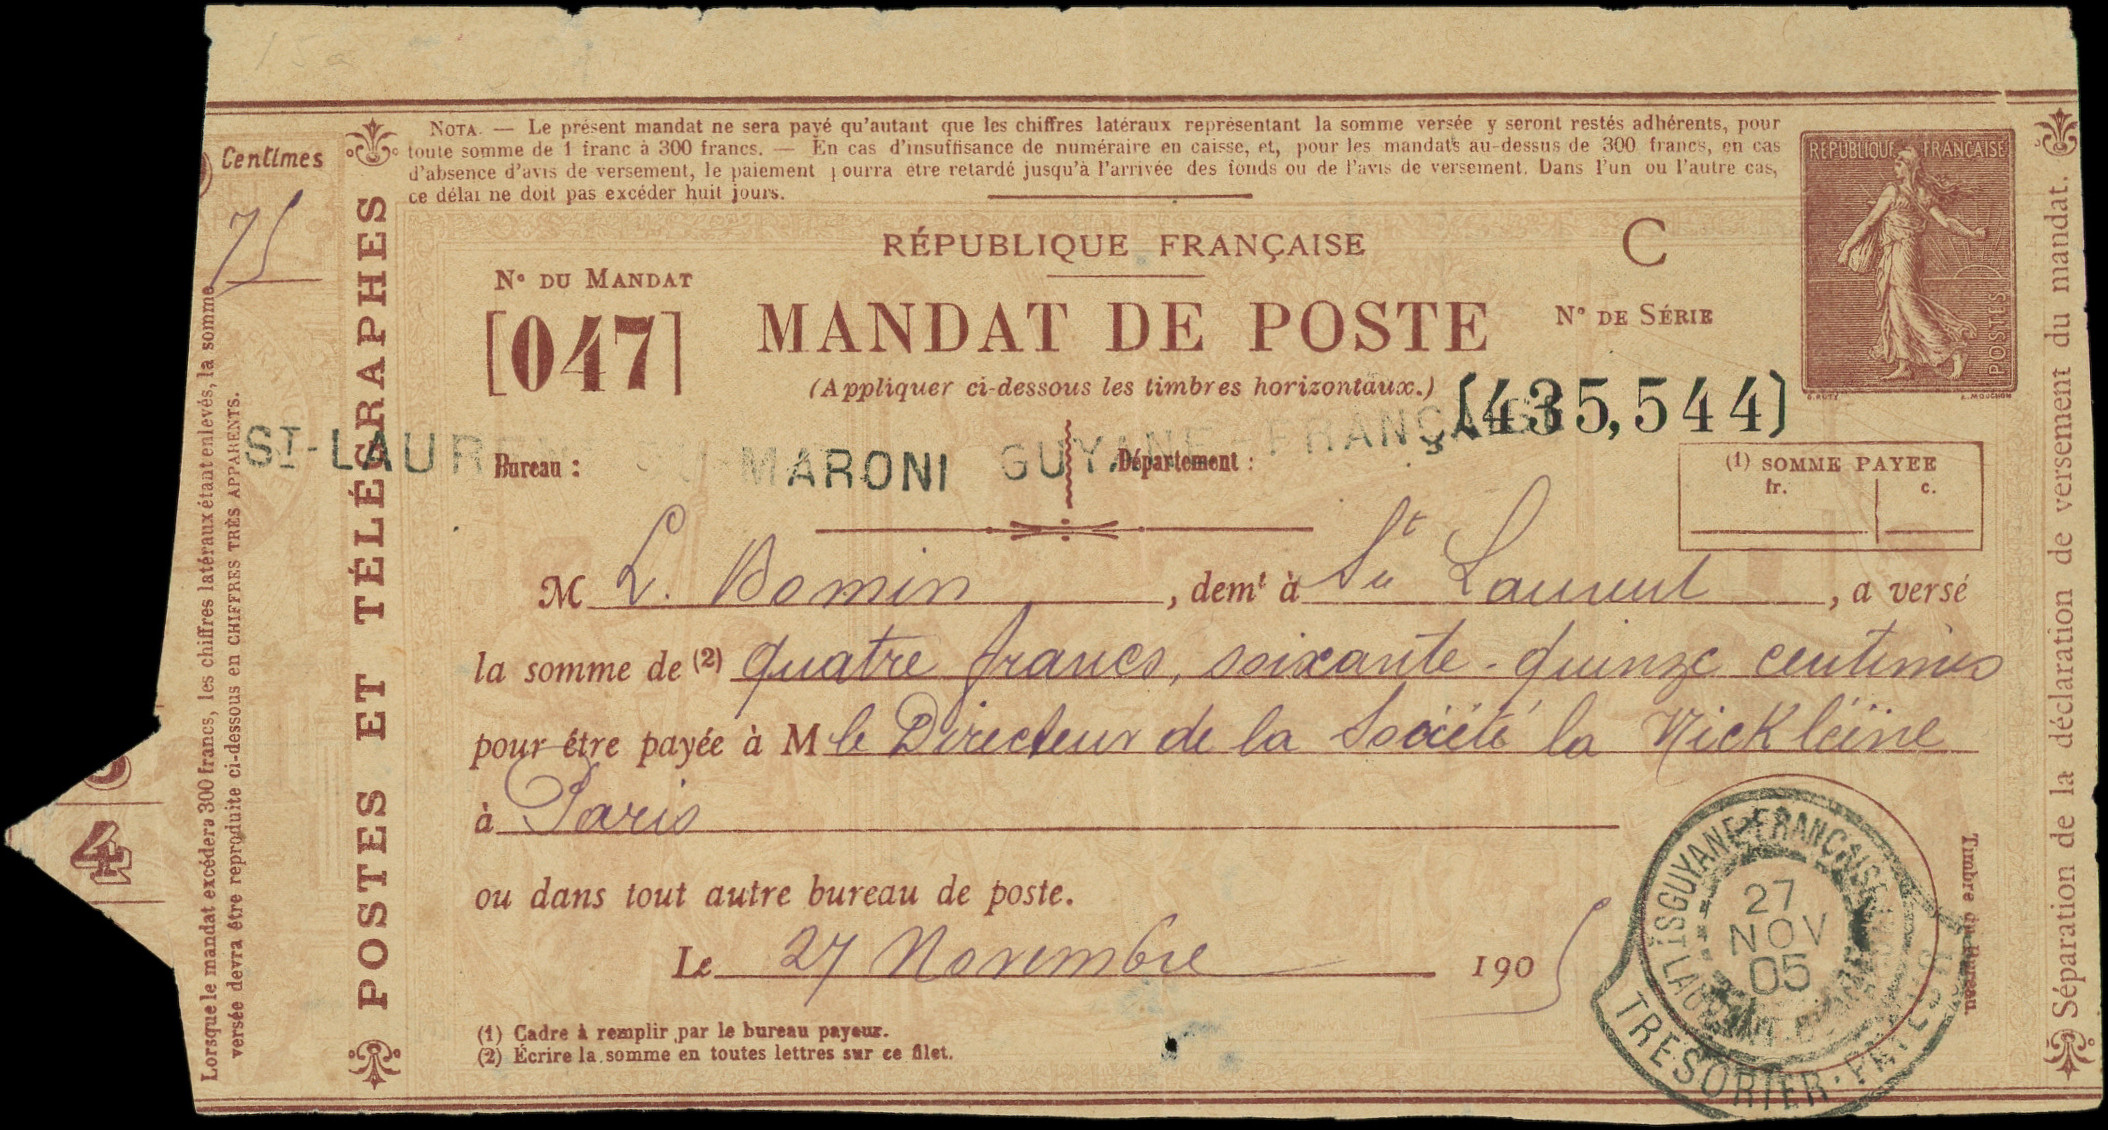 Centimes
75
NOTA. — Le présent mandat ne sera payé qu'autant que les chiffres latéraux représentant la somme versée y seront restés adhérents, pour
toute somme de 1 franc à 300 francs. — En cas d'insuffisance de numéraire en caisse, et, pour les mandats au-dessus de 300 francs, en cas
d'absence d'avis de versement, le paiement pourra être retardé jusqu'à l'arrivée des fonds ou de l'avis de versement. Dans l'un ou l'autre cas,
ce délai ne doit pas excéder huit jours.
REPUBLIQUE FRANÇAISE
POSTES
O. ROTY
L. MOUCHON
RÉPUBLIQUE FRANÇAISE
C
N° DU MANDAT
[047]
MANDAT DE POSTE
N° DE SÉRIE
(Appliquer ci-dessous les timbres horizontaux.)
[435,544]
ST-LAUR MARONI GUYANE-FRANÇAISE
Bureau :
Département :
(1) SOMME PAYEE
fr. c.
M L. Bomin, demt à St Laurent, a versé
la somme de (2) quatre francs, soixante-quinze centimes
pour être payée à M le Directeur de la Société la Nickléïne
à Paris
ou dans tout autre bureau de poste.
Le 27 Novembre 1905
(1) Cadre à remplir par le bureau payeur.
(2) Écrire la somme en toutes lettres sur ce filet.
GUYANE-FRANÇAISE
27
NOV
05
TRESORIER
Timbre du Bureau.
POSTES ET TÉLÉGRAPHES
Lorsque le mandat excédera 300 francs, les chiffres latéraux étant enlevés, la somme
versée devra être reproduite ci-dessous en CHIFFRES TRÈS APPARENTS.
4
Séparation de la déclaration de versement du mandat.